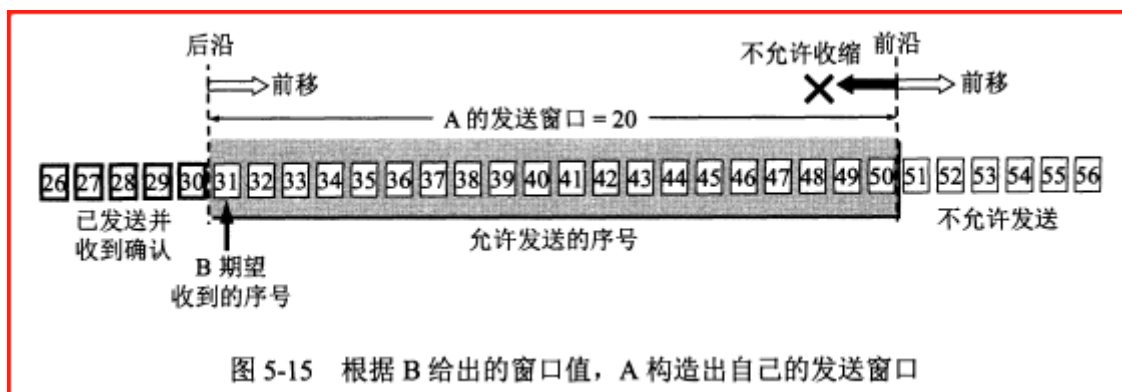 后沿 不允许收缩 前沿
前移 前移
A 的发送窗口 = 20
26 27 28 29 30 31 32 33 34 35 36 37 38 39 40 41 42 43 44 45 46 47 48 49 50 51 52 53 54 55 56
已发送并
收到确认
允许发送的序号
不允许发送
B 期望
收到的序号
图 5-15 根据 B 给出的窗口值，A 构造出自己的发送窗口